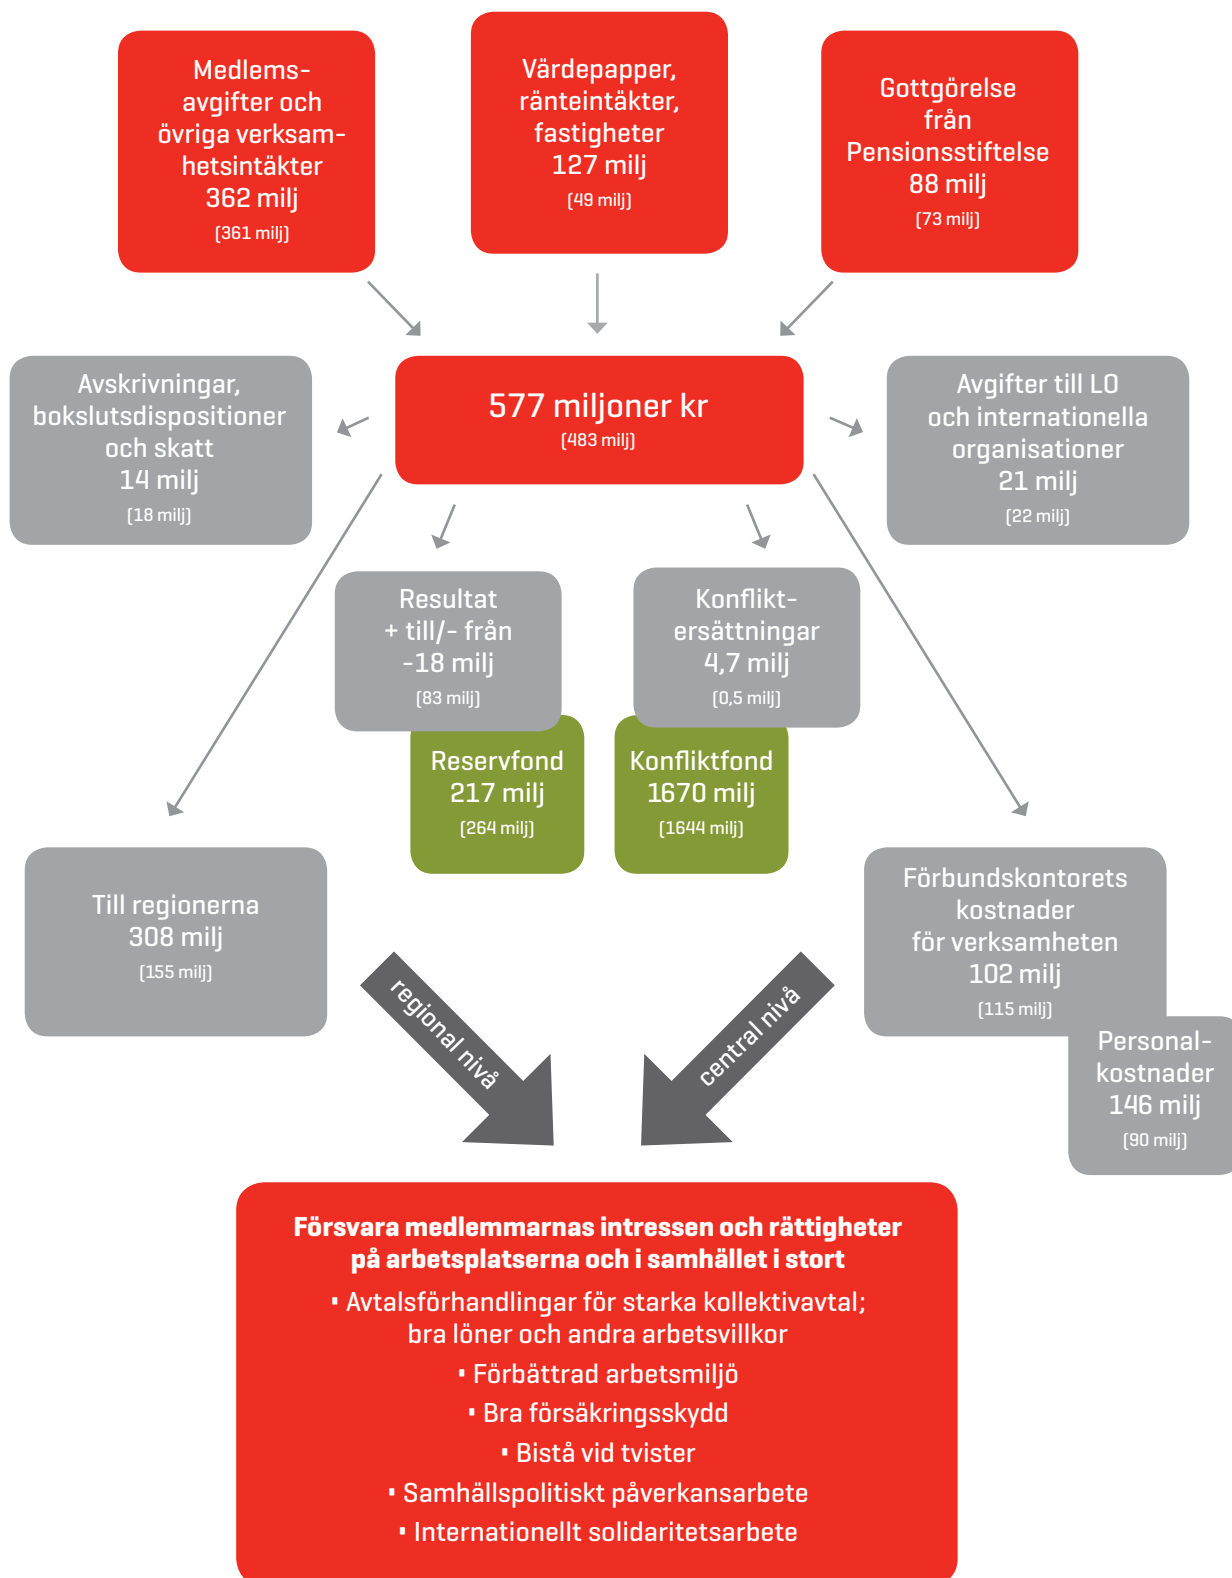 Medlems-
avgifter och
övriga verksam-
hetsintäkter
362 milj
(361 milj)
Värdepapper,
ränteintäkter,
fastigheter
127 milj
(49 milj)
Gottgörelse
från
Pensionsstiftelse
88 milj
(73 milj)
Avskrivningar,
bokslutsdispositioner
och skatt
14 milj
(18 milj)
577 miljoner kr
(483 milj)
Avgifter till LO
och internationella
organisationer
21 milj
(22 milj)
Resultat
+ till/- från
-18 milj
(83 milj)
Konflikt-
ersättningar
4,7 milj
(0,5 milj)
Reservfond
217 milj
(264 milj)
Konfliktfond
1670 milj
(1644 milj)
Till regionerna
308 milj
(155 milj)
Förbundskontorets
kostnader
för verksamheten
102 milj
(115 milj)
Personal-
kostnader
146 milj
(90 milj)
regional nivå
central nivå
Försvara medlemmarnas intressen och rättigheter
på arbetsplatserna och i samhället i stort
• Avtalsförhandlingar för starka kollektivavtal;
bra löner och andra arbetsvillkor
• Förbättrad arbetsmiljö
• Bra försäkringsskydd
• Bistå vid tvister
• Samhällspolitiskt påverkansarbete
• Internationellt solidaritetsarbete